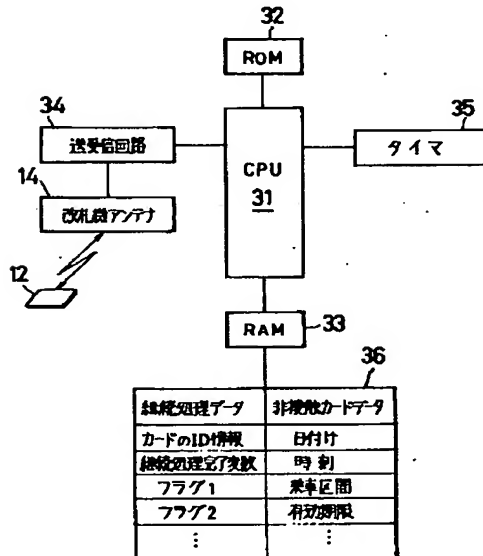 32
ROM
34
送受信回路
35
タイマ
CPU
31
14
改札機アンテナ
12
RAM
33
36
継続処理データ 非接触カードデータ
カードのID情報 日付け
継続処理完了変数 時刻
フラグ1 乗車区間
フラグ2 有効期限
⋮ ⋮